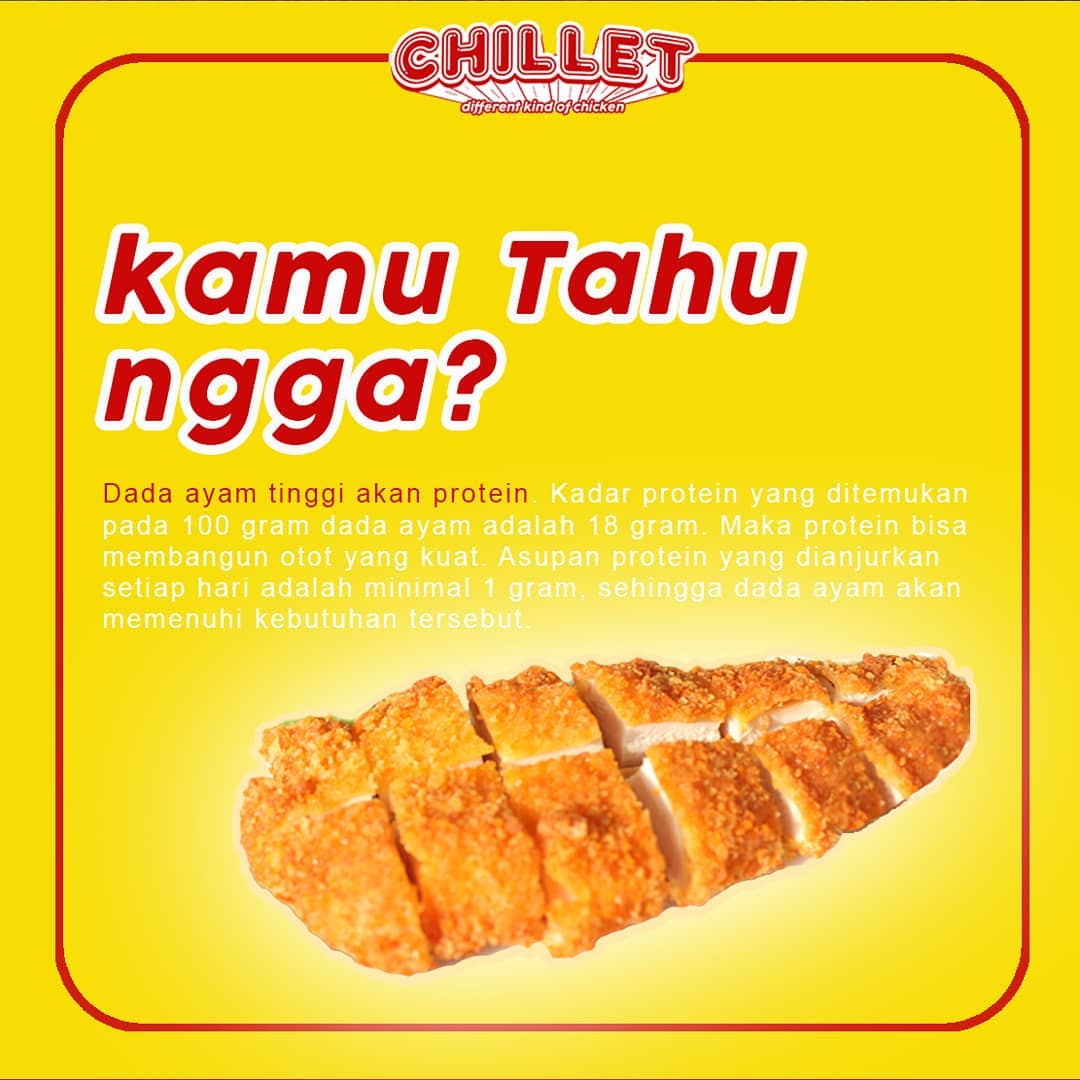 CHILLET
different kind of chicken
kamu Tahu
ngga?
Dada ayam tinggi akan protein. Kadar protein yang ditemukan
pada 100 gram dada ayam adalah 18 gram. Maka protein bisa
membangun otot yang kuat. Asupan protein yang dianjurkan
setiap hari adalah minimal 1 gram, sehingga dada ayam akan
memenuhi kebutuhan tersebut.